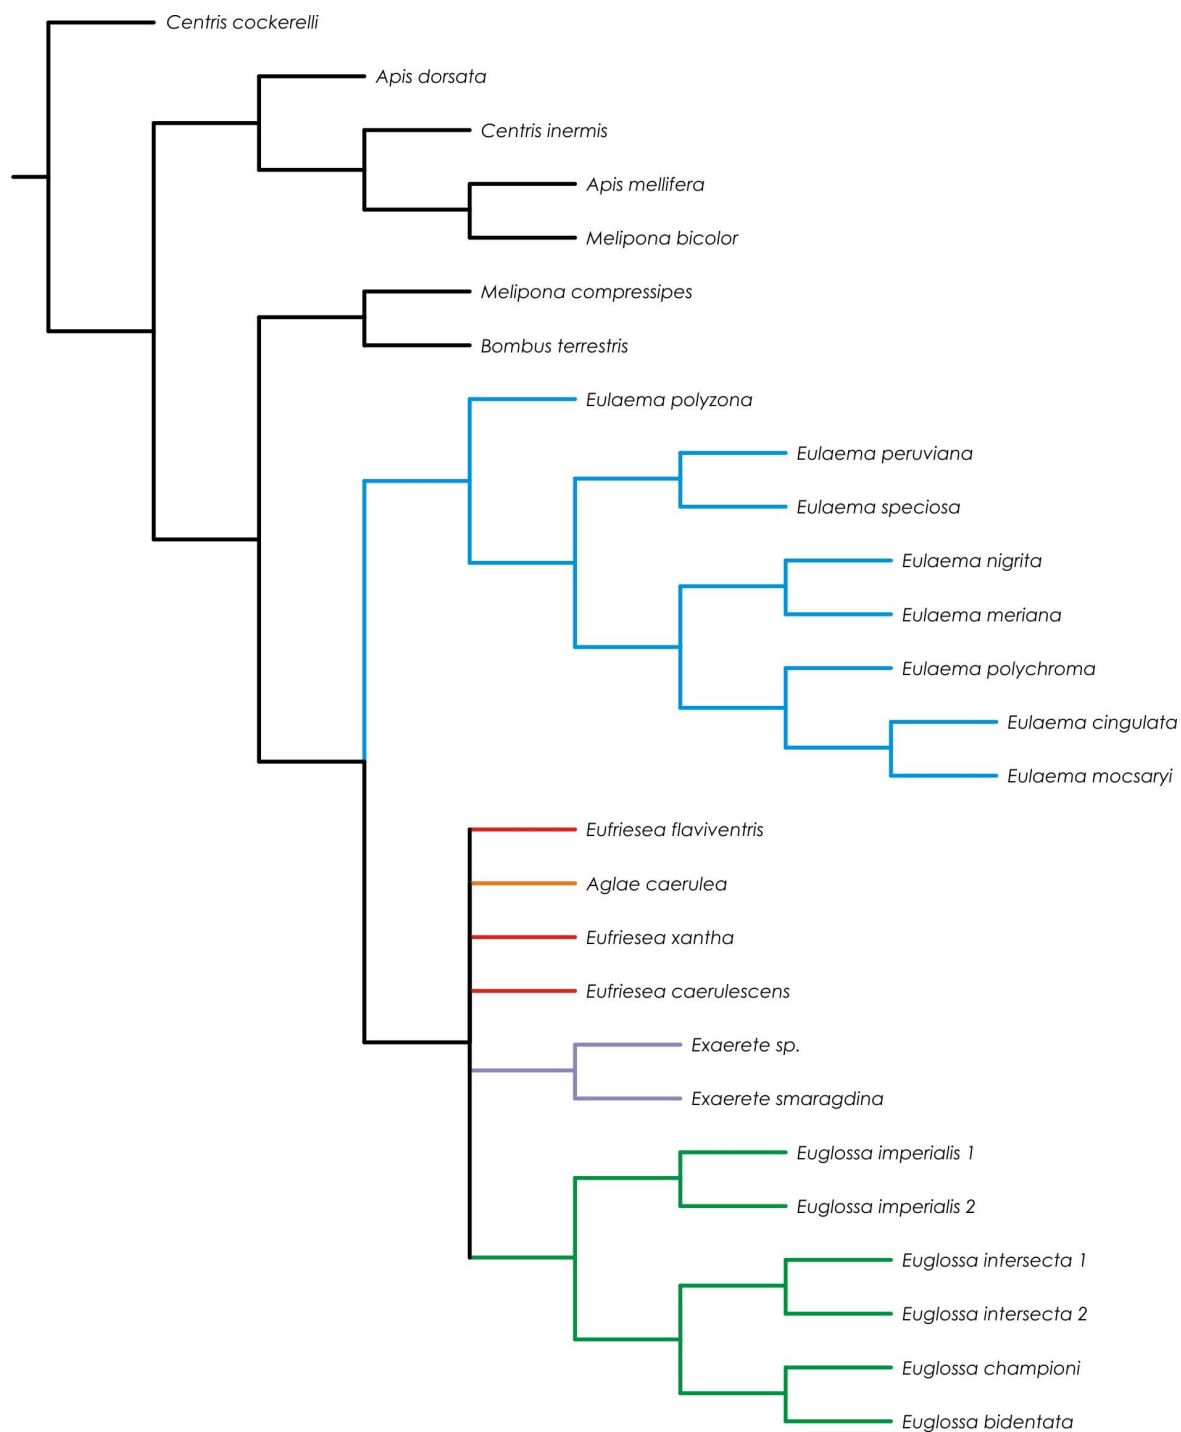 Centris cockerelli
Apis dorsata
Centris inermis
Apis mellifera
Melipona bicolor
Melipona compressipes
Bombus terrestris
Eulaema polyzona
Eulaema peruviana
Eulaema speciosa
Eulaema nigrita
Eulaema meriana
Eulaema polychroma
Eulaema cingulata
Eulaema mocsaryi
Eufriesea flaviventris
Aglae caerulea
Eufriesea xantha
Eufriesea caerulescens
Exaerete sp.
Exaerete smaragdina
Euglossa imperialis 1
Euglossa imperialis 2
Euglossa intersecta 1
Euglossa intersecta 2
Euglossa championi
Euglossa bidentata